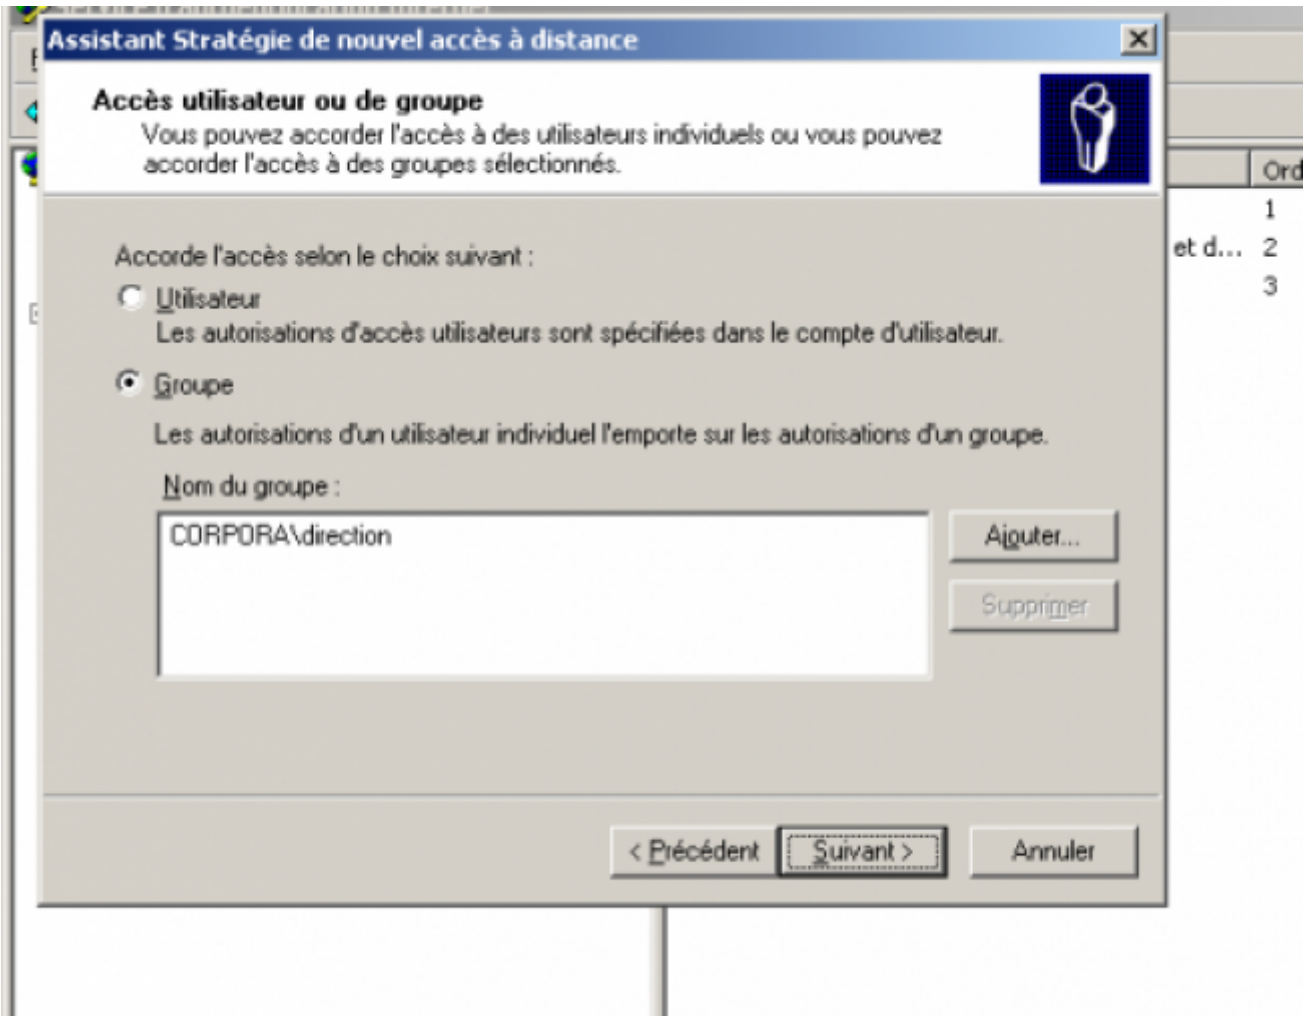 Assistant Stratégie de nouvel accès à distance
Accès utilisateur ou de groupe
Vous pouvez accorder l'accès à des utilisateurs individuels ou vous pouvez
accorder l'accès à des groupes sélectionnés.
Ord
1
et d... 2
3
Accorde l'accès selon le choix suivant :
Utilisateur
Les autorisations d'accès utilisateurs sont spécifiées dans le compte d'utilisateur.
Groupe
Les autorisations d'un utilisateur individuel l'emporte sur les autorisations d'un groupe.
Nom du groupe :
CORPORA\direction
Ajouter...
Supprimer
< Précédent
Suivant >
Annuler